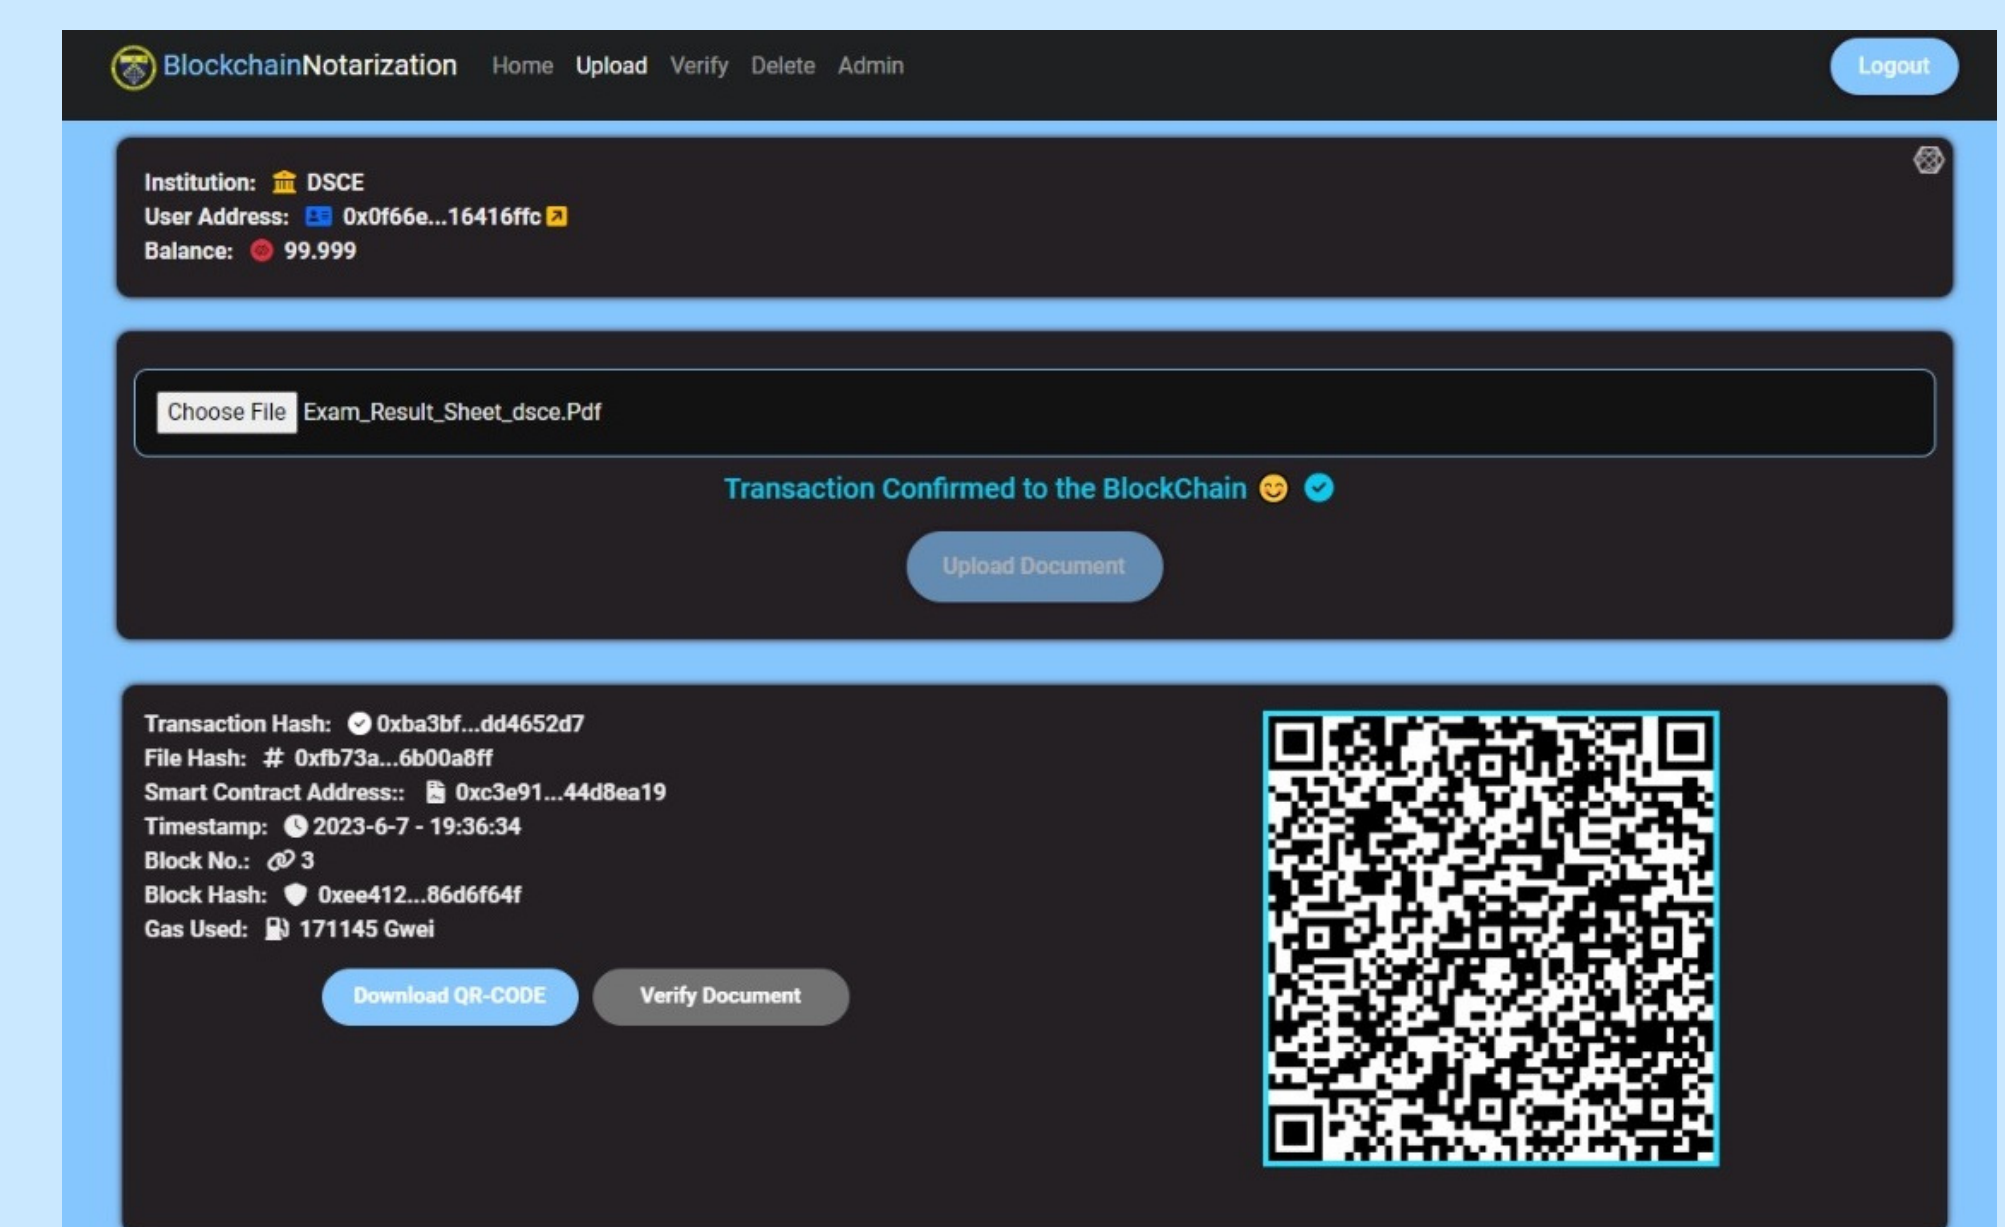 BlockchainNotarization Home Upload Verify Delete Admin Logout
Institution: DSCE
User Address: 0x0f66e...16416ffc
Balance: 99.999
Choose File Exam_Result_Sheet_dsce.Pdf
Transaction Confirmed to the BlockChain 😊
Upload Document
Transaction Hash: 0xba3bf...dd4652d7
File Hash: # 0xfb73a...6b00a8ff
Smart Contract Address:: 0xc3e91...44d8ea19
Timestamp: 2023-6-7 - 19:36:34
Block No.: 3
Block Hash: 0xee412...86d6f64f
Gas Used: 171145 Gwei
Download QR-CODE Verify Document